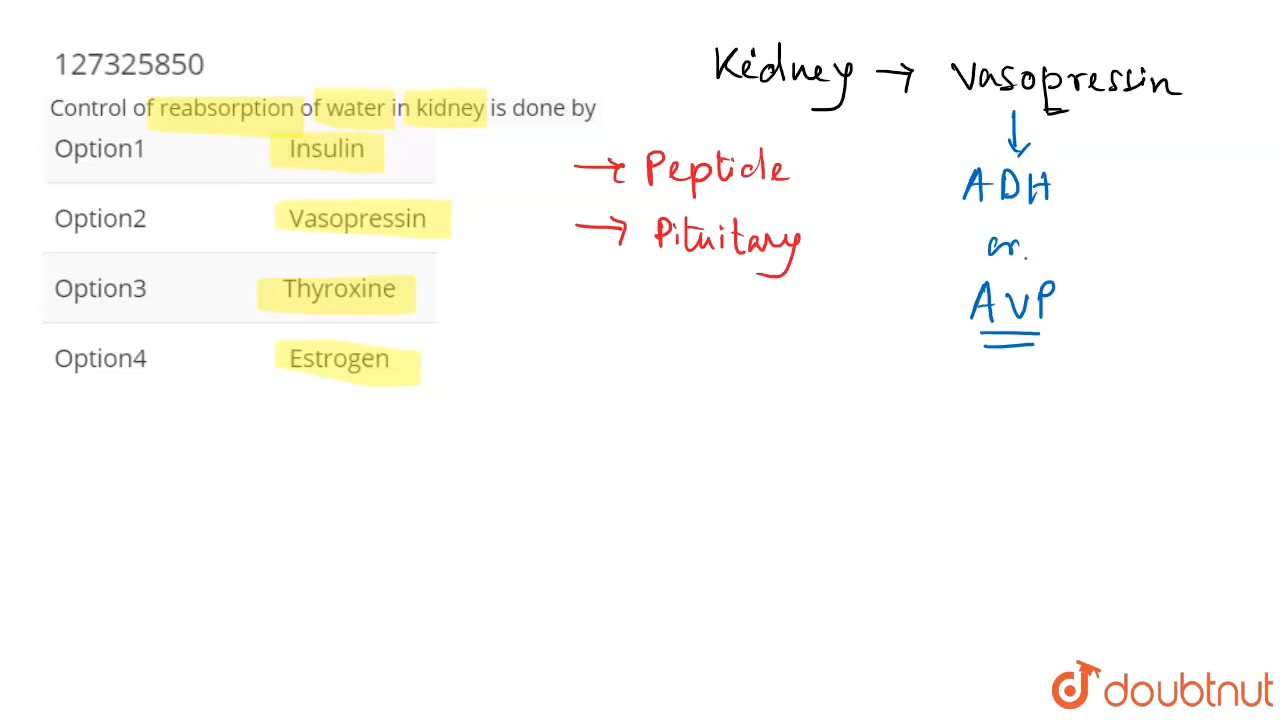 127325850
Control of reabsorption of water in kidney is done by
Option1 Insulin
Option2 Vasopressin
Option3 Thyroxine
Option4 Estrogen
Kidney → Vasopressin
↓
ADH
or.
AVP
→ Peptide
→ Pituitary
doubtnut